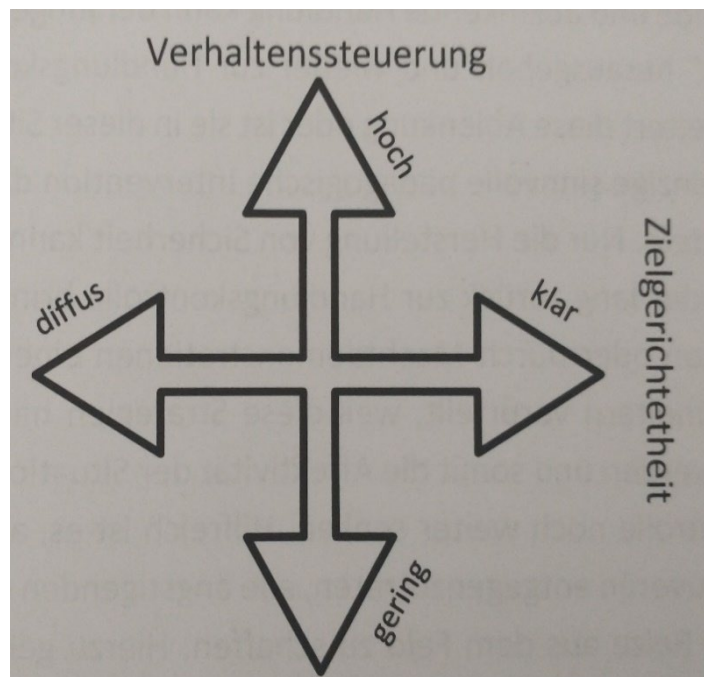 Verhaltenssteuerung
hoch
diffus
klar
Zielgerichtetheit
gering